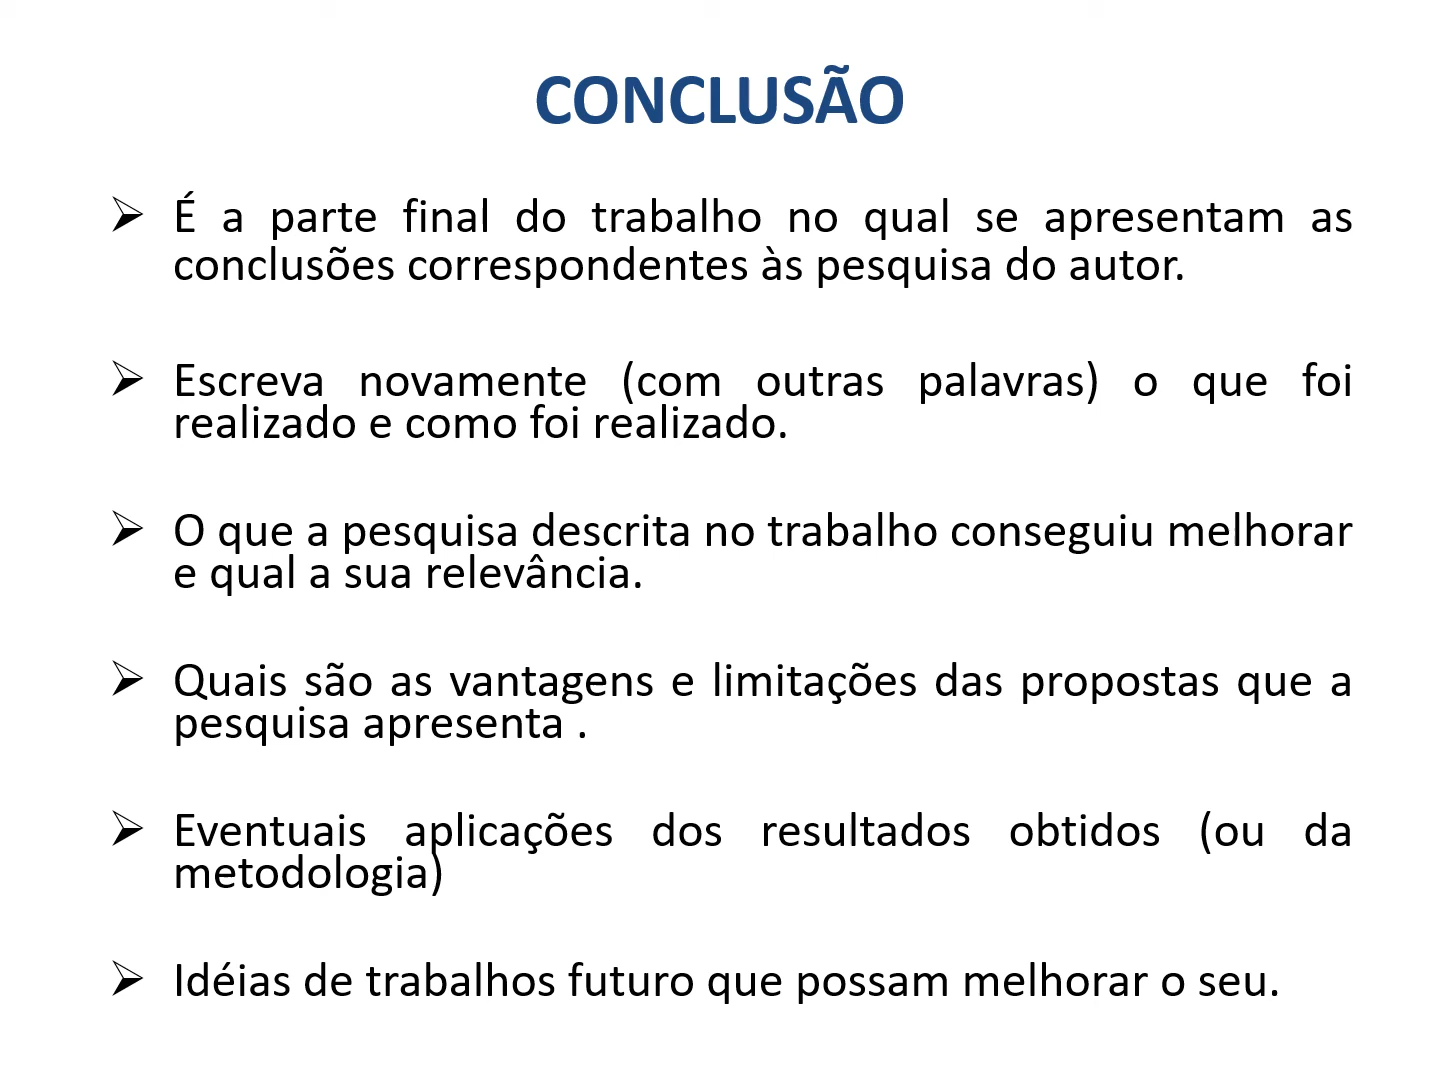 CONCLUSÃO
➢ É a parte final do trabalho no qual se apresentam as
conclusões correspondentes às pesquisa do autor.
➢ Escreva novamente (com outras palavras) o que foi
realizado e como foi realizado.
➢ O que a pesquisa descrita no trabalho conseguiu melhorar
e qual a sua relevância.
➢ Quais são as vantagens e limitações das propostas que a
pesquisa apresenta .
➢ Eventuais aplicações dos resultados obtidos (ou da
metodologia)
➢ Idéias de trabalhos futuro que possam melhorar o seu.